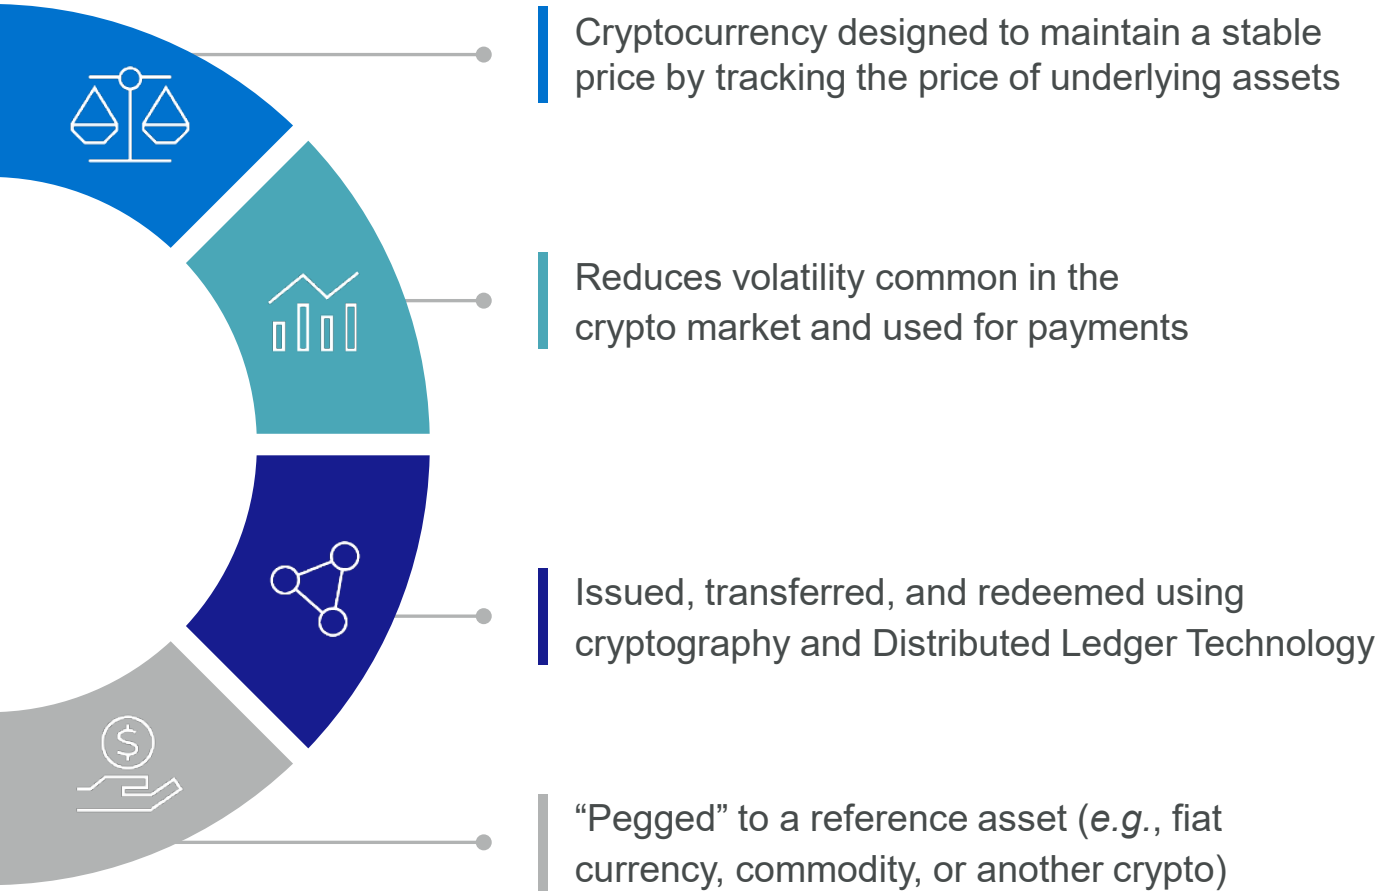 Cryptocurrency designed to maintain a stable
price by tracking the price of underlying assets
Reduces volatility common in the
crypto market and used for payments
Issued, transferred, and redeemed using
cryptography and Distributed Ledger Technology
$
“Pegged” to a reference asset (e.g., fiat
currency, commodity, or another crypto)